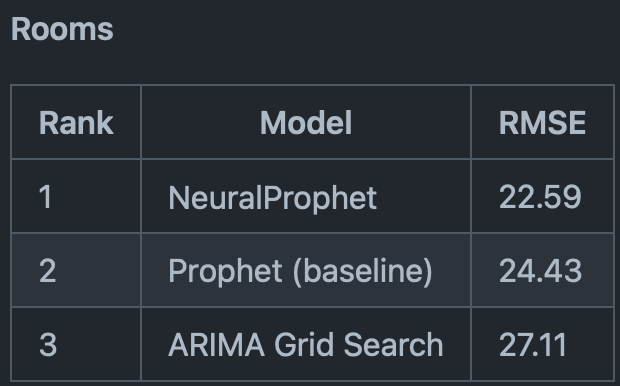 Rooms
Rank Model RMSE
1 NeuralProphet 22.59
2 Prophet (baseline) 24.43
3 ARIMA Grid Search 27.11